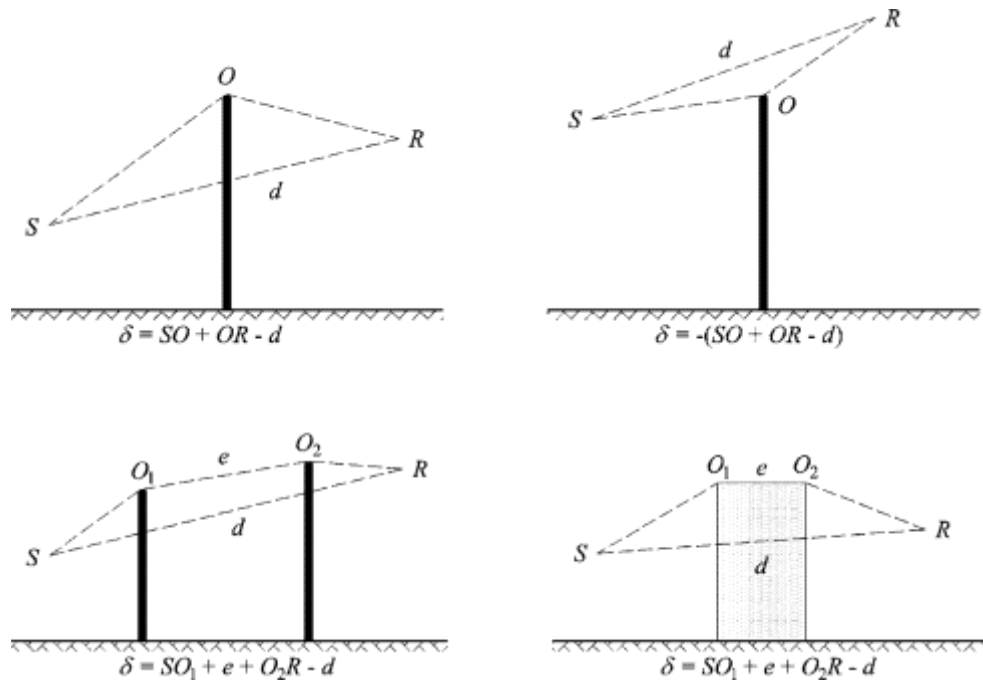 O
S
R
d
δ = SO + OR - d
R
d
S
O
δ = -(SO + OR - d)
O₁
e
O₂
R
d
S
δ = SO₁ + e + O₂R - d
O₁ e O₂
S
R
d
δ = SO₁ + e + O₂R - d